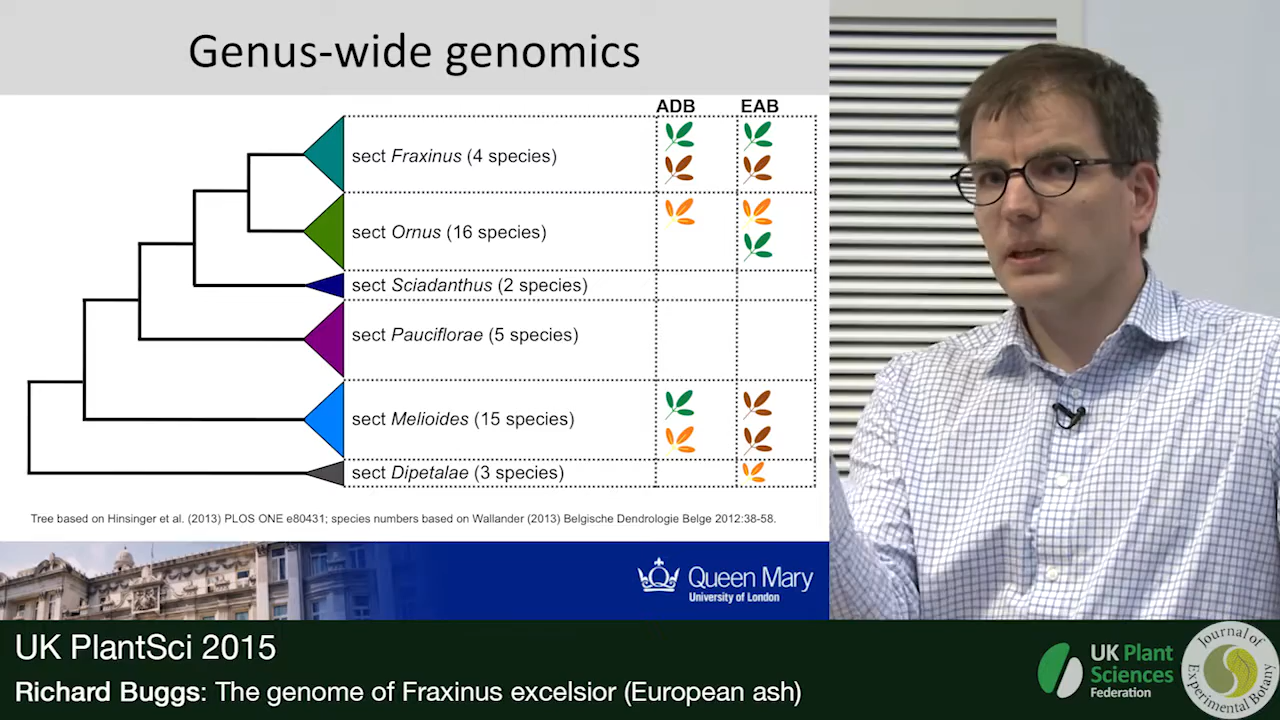 Genus-wide genomics
ADB EAB
sect Fraxinus (4 species)
sect Ornus (16 species)
sect Sciadanthus (2 species)
sect Pauciflorae (5 species)
sect Melioides (15 species)
sect Dipetalae (3 species)
Tree based on Hinsinger et al. (2013) PLOS ONE e80431; species numbers based on Wallander (2013) Belgische Dendrologie Belge 2012:38-58.
Queen Mary
University of London
UK PlantSci 2015
Richard Buggs: The genome of Fraxinus excelsior (European ash)
UK Plant
Sciences
Federation
Journal of
Experimental Botany